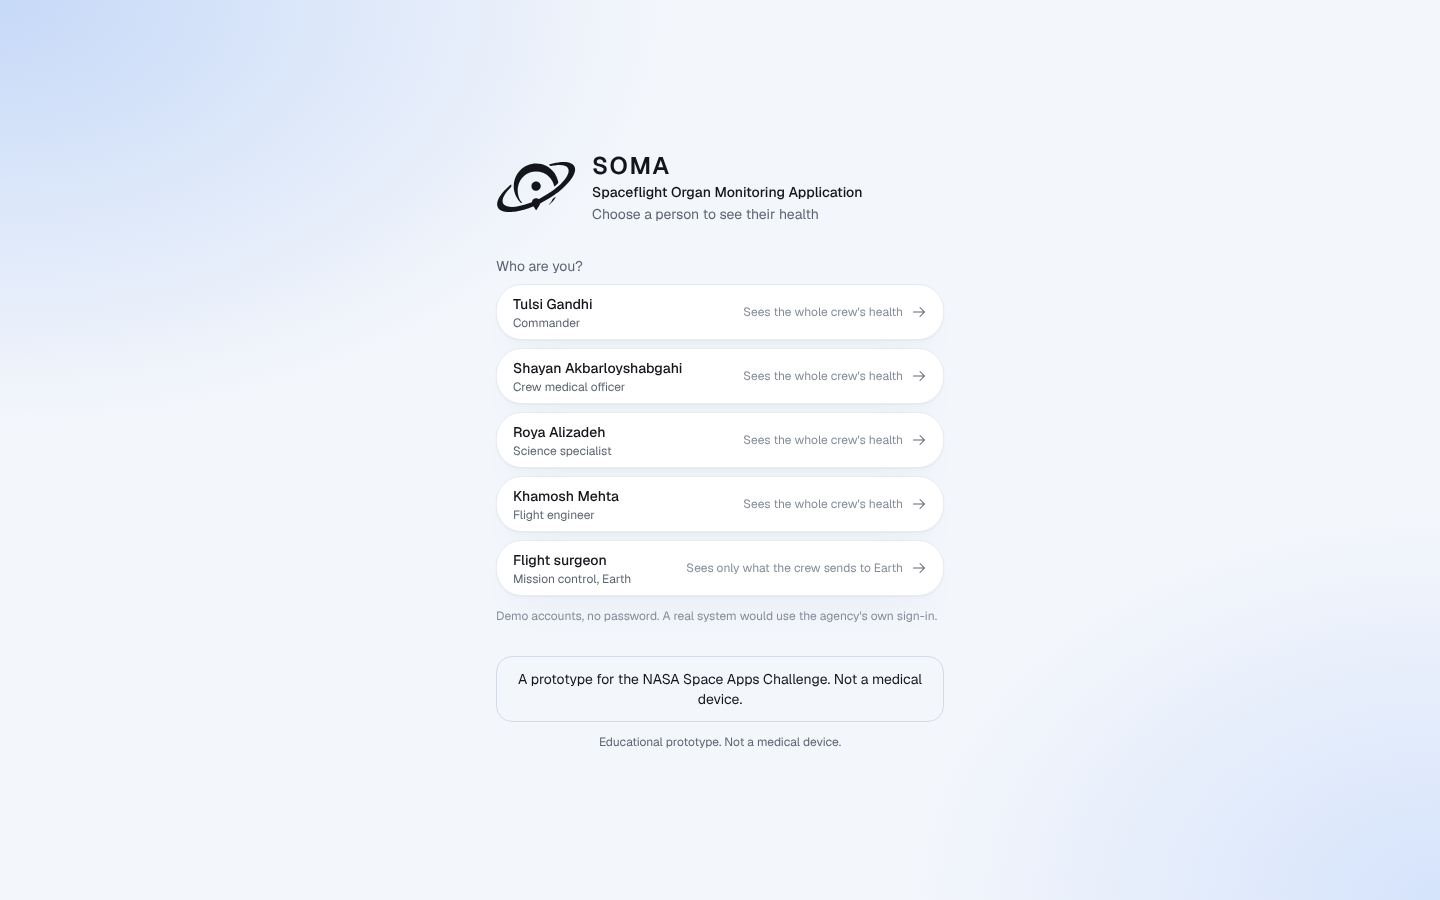 SOMA
Spaceflight Organ Monitoring Application
Choose a person to see their health
Who are you?
Tulsi Gandhi
Commander
Sees the whole crew's health
Shayan Akbarloyshabgahi
Crew medical officer
Sees the whole crew's health
Roya Alizadeh
Science specialist
Sees the whole crew's health
Khamosh Mehta
Flight engineer
Sees the whole crew's health
Flight surgeon
Mission control, Earth
Sees only what the crew sends to Earth
Demo accounts, no password. A real system would use the agency's own sign-in.
A prototype for the NASA Space Apps Challenge. Not a medical
device.
Educational prototype. Not a medical device.